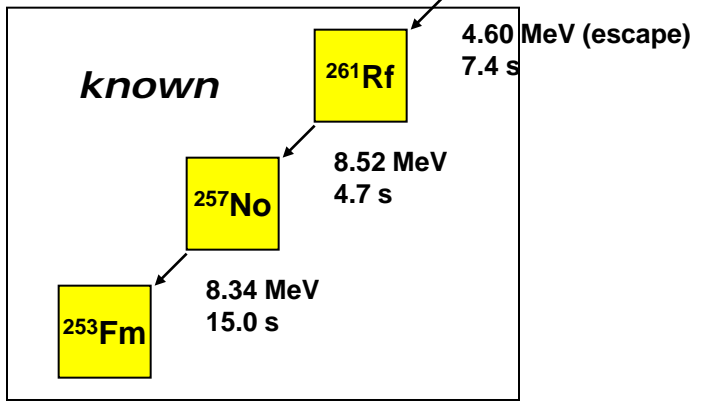 4.60 MeV (escape)
7.4 s
known
²⁶¹Rf
8.52 MeV
4.7 s
²⁵⁷No
8.34 MeV
15.0 s
²⁵³Fm